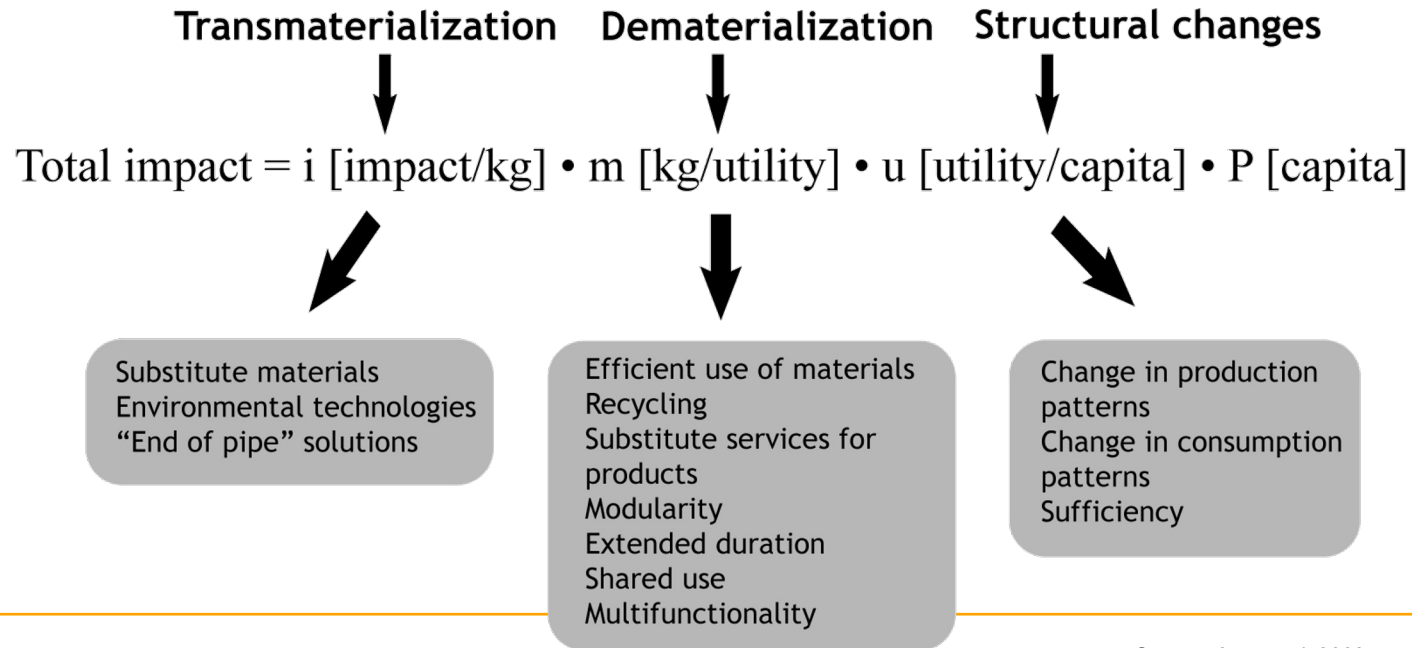 Transmaterialization Dematerialization Structural changes
Total impact = i [impact/kg] • m [kg/utility] • u [utility/capita] • P [capita]
Substitute materials
Environmental technologies
“End of pipe” solutions
Efficient use of materials
Recycling
Substitute services for
products
Modularity
Extended duration
Shared use
Multifunctionality
Change in production
patterns
Change in consumption
patterns
Sufficiency